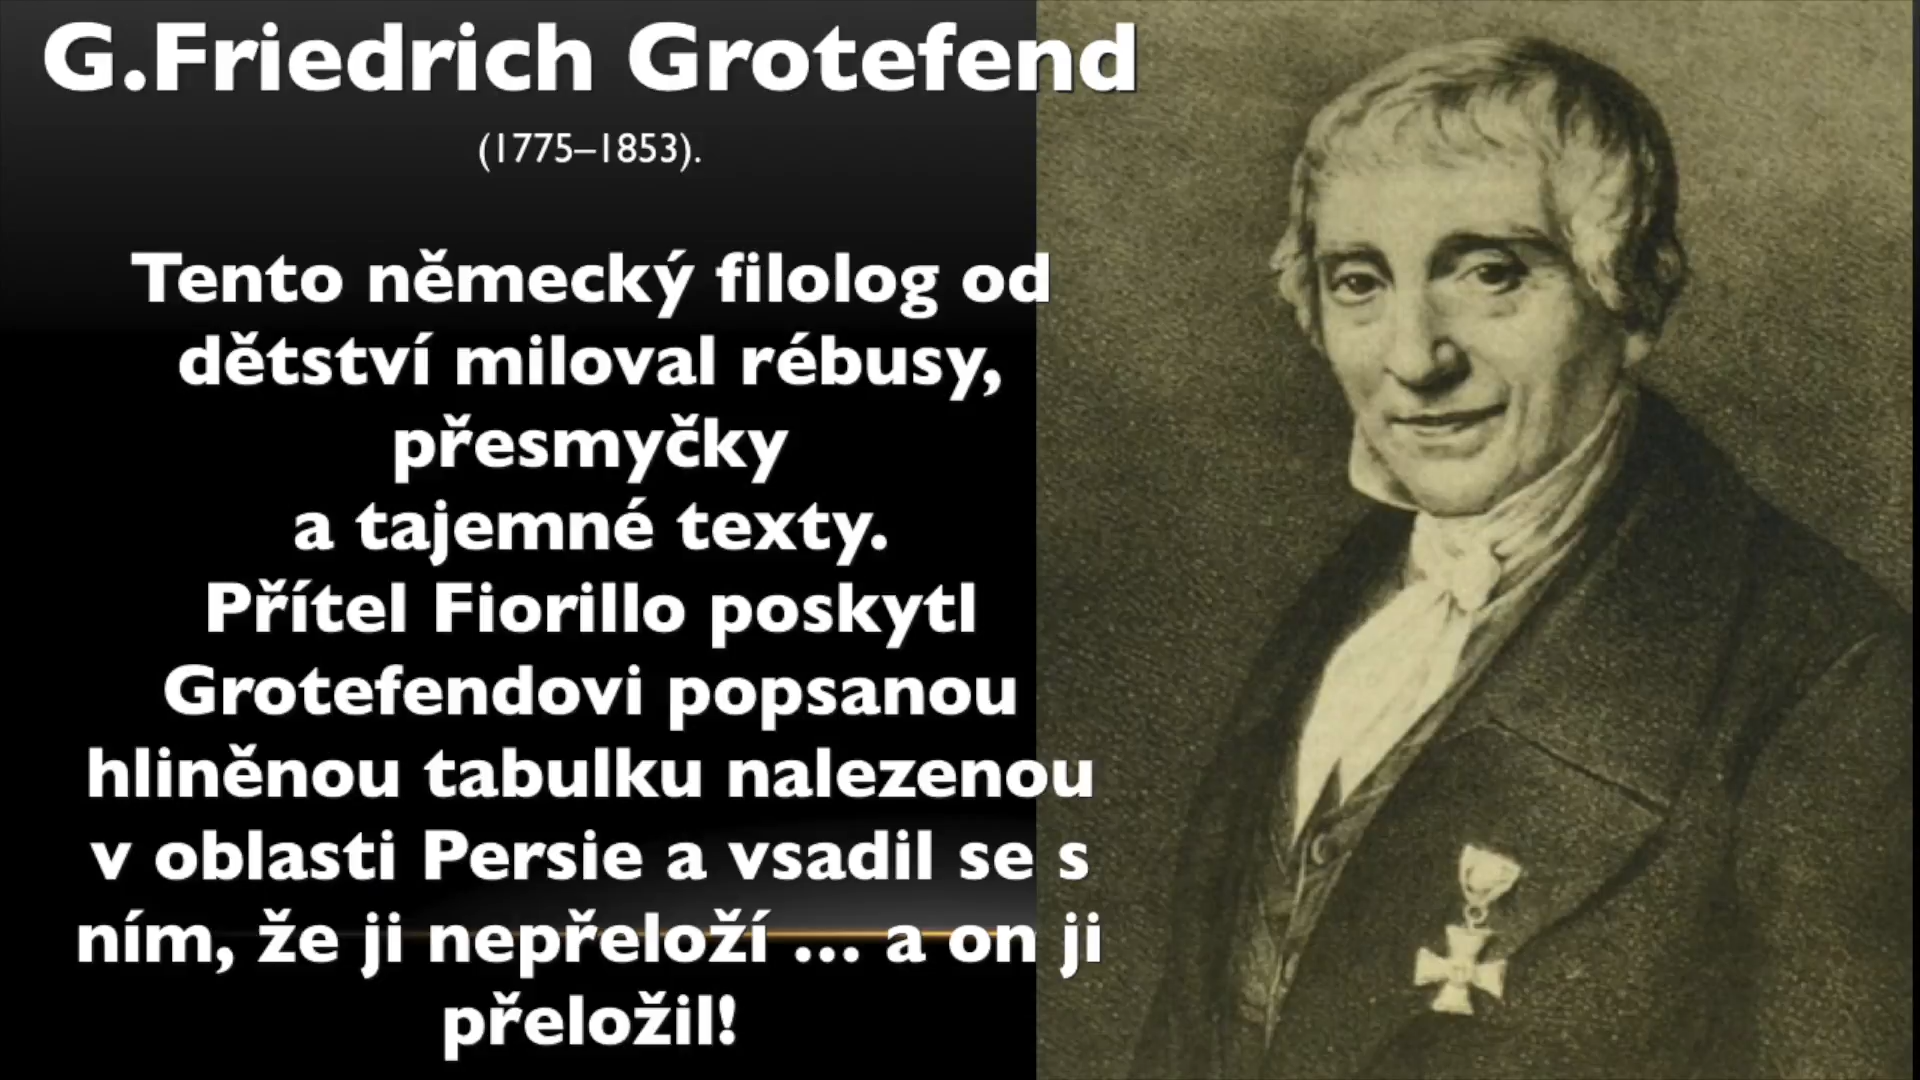 G.Friedrich Grotefend
(1775–1853).
Tento německý filolog od
dětství miloval rébusy,
přesmyčky
a tajemné texty.
Přítel Fiorillo poskytl
Grotefendovi popsanou
hliněnou tabulku nalezenou
v oblasti Persie a vsadil se s
ním, že ji nepřeloží ... a on ji
přeložil!